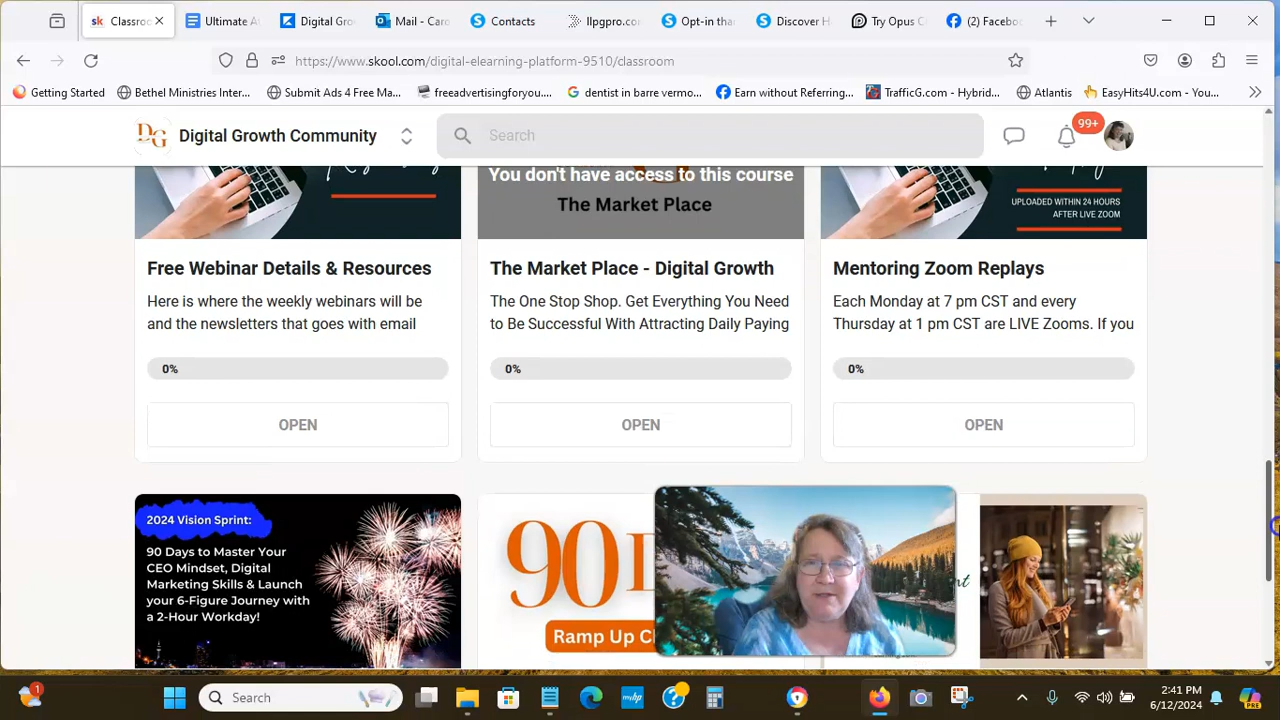 sk Classroo
Ultimate A
Digital Gro
Mail - Caro
Contacts
llpgpro.co
Opt-in tha
Discover H
Try Opus C
(2) Faceboo
https://www.skool.com/digital-elearning-platform-9510/classroom
Getting Started
Bethel Ministries Inter...
Submit Ads 4 Free Ma...
freeadvertisingforyou....
dentist in barre vermo...
Earn without Referring...
TrafficG.com - Hybrid...
Atlantis
EasyHits4U.com - You...
DG
Digital Growth Community
Search
99+
You don't have access to this course
The Market Place
UPLOADED WITHIN 24 HOURS
AFTER LIVE ZOOM
Free Webinar Details & Resources
Here is where the weekly webinars will be
and the newsletters that goes with email
0%
OPEN
The Market Place - Digital Growth
The One Stop Shop. Get Everything You Need
to Be Successful With Attracting Daily Paying
0%
OPEN
Mentoring Zoom Replays
Each Monday at 7 pm CST and every
Thursday at 1 pm CST are LIVE Zooms. If you
0%
OPEN
2024 Vision Sprint:
90 Days to Master Your
CEO Mindset, Digital
Marketing Skills & Launch
your 6-Figure Journey with
a 2-Hour Workday!
90
Ramp Up
1
Search
2:41 PM
6/12/2024
PRE